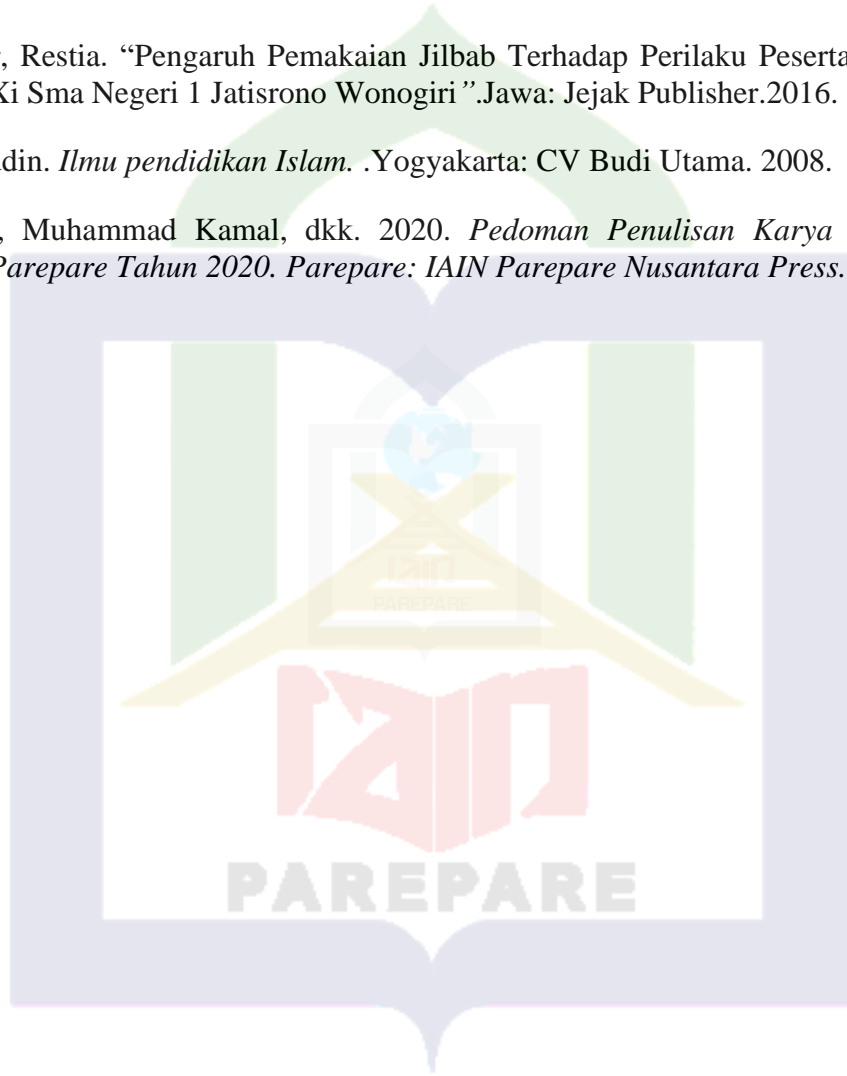 , Restia. “Pengaruh Pemakaian Jilbab Terhadap Perilaku Peserta
Xi Sma Negeri 1 Jatisrono Wonogiri”.Jawa: Jejak Publisher.2016.
din. Ilmu pendidikan Islam. .Yogyakarta: CV Budi Utama. 2008.
, Muhammad Kamal, dkk. 2020. Pedoman Penulisan Karya
Parepare Tahun 2020. Parepare: IAIN Parepare Nusantara Press.
IAIN
PAREPARE
IAIN
PAREPARE